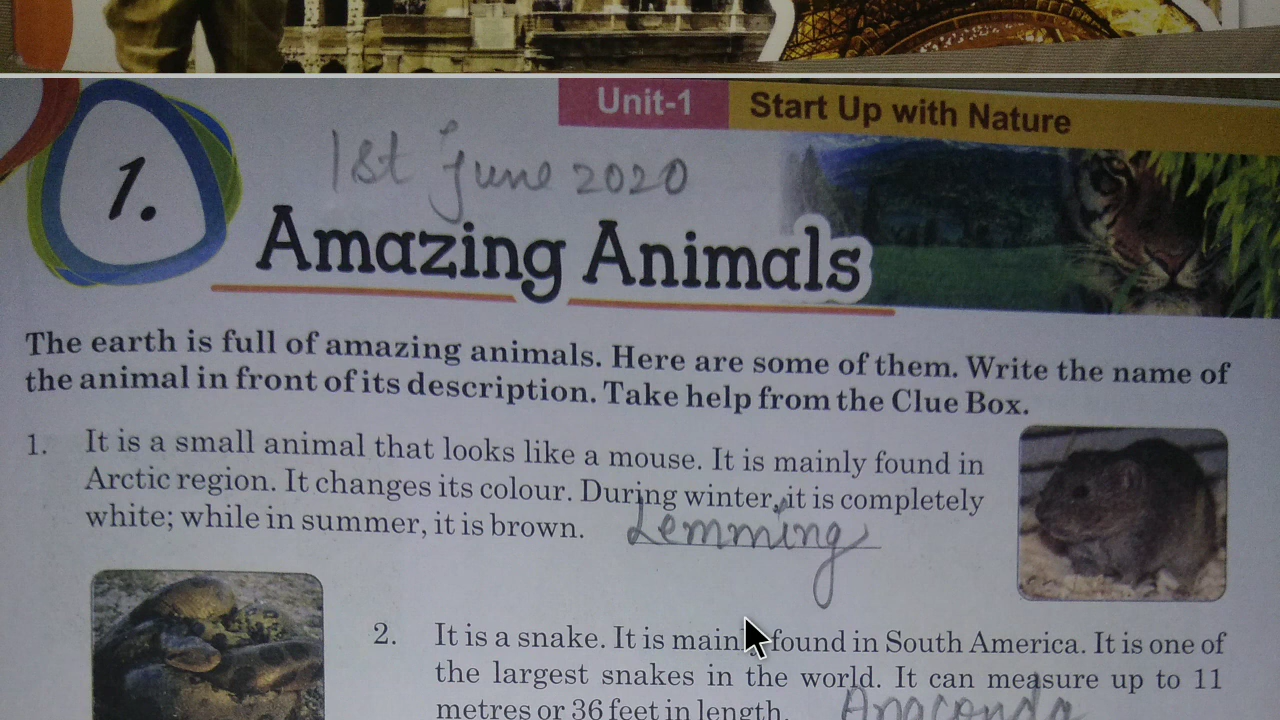 Unit-1 Start Up with Nature
1st June 2020
1.
Amazing Animals
The earth is full of amazing animals. Here are some of them. Write the name of
the animal in front of its description. Take help from the Clue Box.
1. It is a small animal that looks like a mouse. It is mainly found in
Arctic region. It changes its colour. During winter, it is completely
white; while in summer, it is brown. Lemming
2. It is a snake. It is mainly found in South America. It is one of
the largest snakes in the world. It can measure up to 11
metres or 36 feet in length. Anaconda